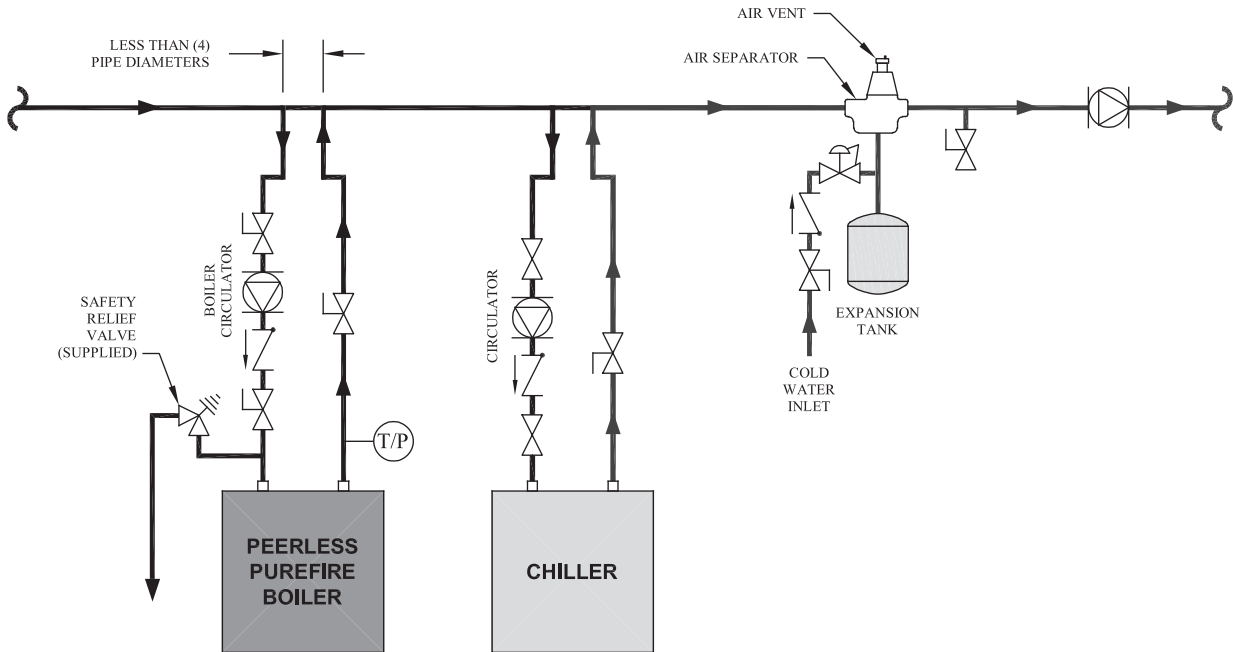 LESS THAN (4)
PIPE DIAMETERS
AIR VENT
AIR SEPARATOR
BOILER
CIRCULATOR
CIRCULATOR
SAFETY
RELIEF
VALVE
(SUPPLIED)
EXPANSION
TANK
COLD
WATER
INLET
T/P
PEERLESS
PUREFIRE
BOILER
CHILLER